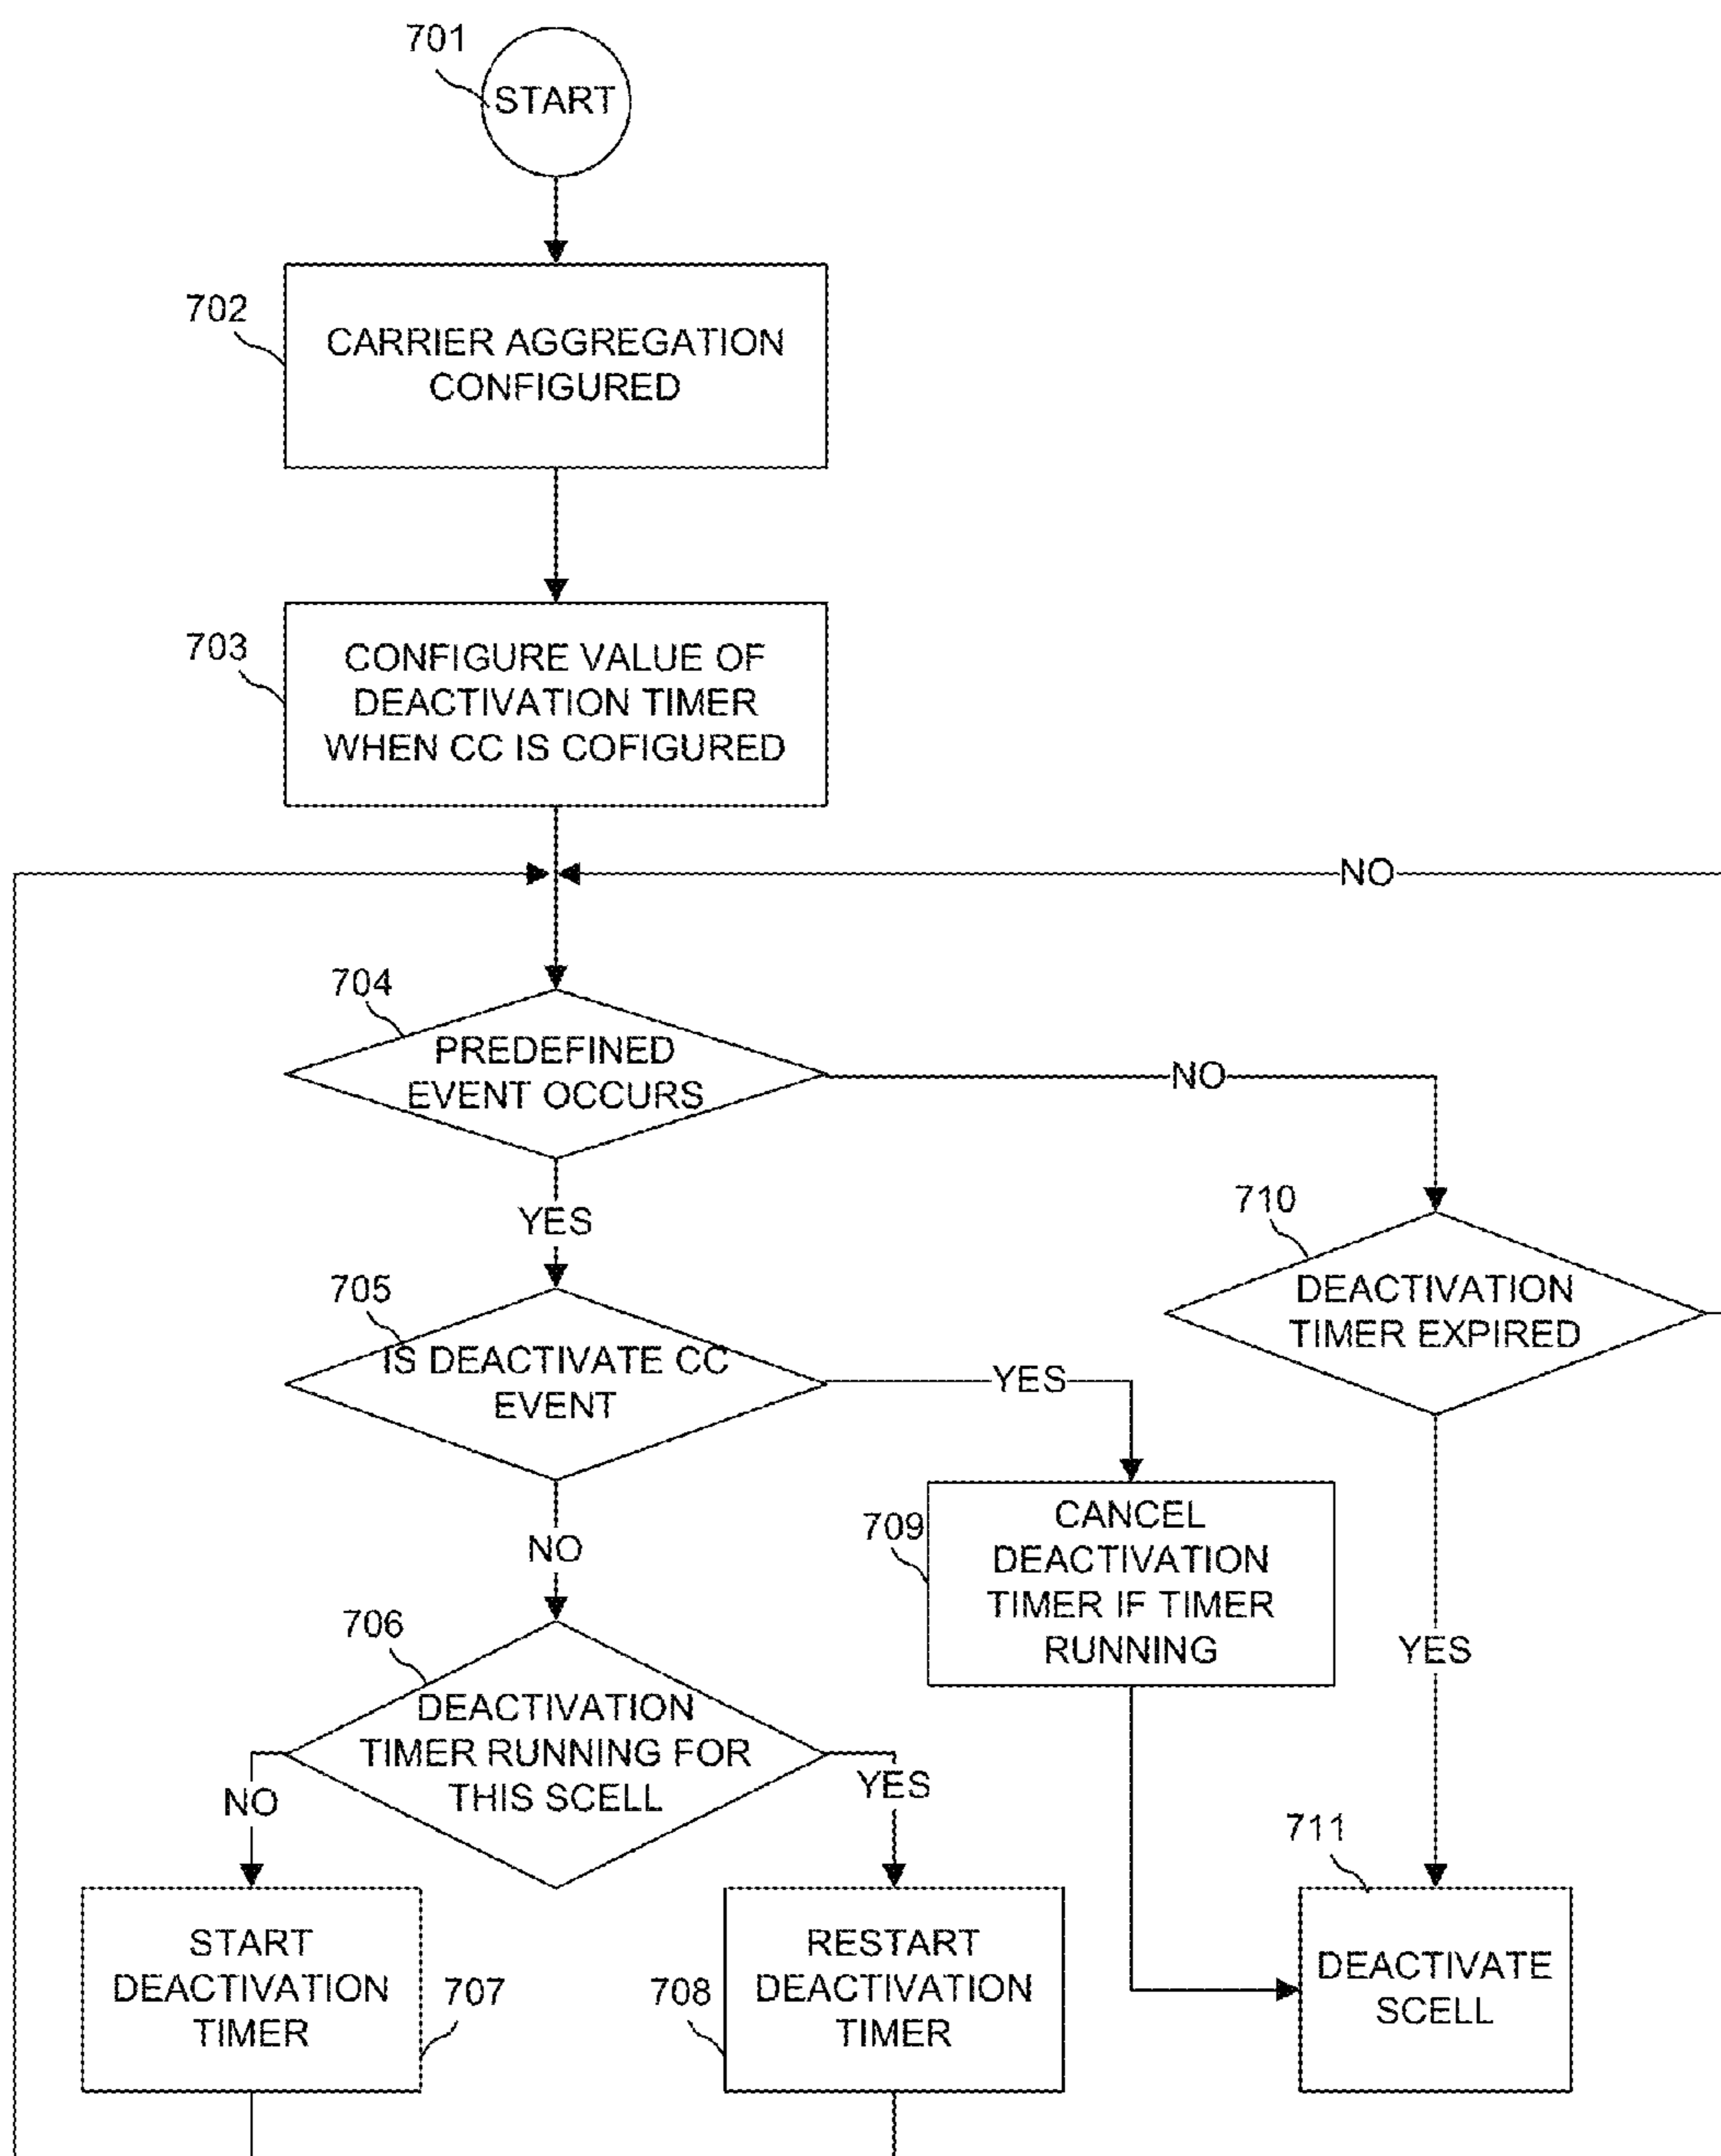 701
START
702
CARRIER AGGREGATION
CONFIGURED
703
CONFIGURE VALUE OF
DEACTIVATION TIMER
WHEN CC IS COFIGURED
NO
704
PREDEFINED
EVENT OCCURS
NO
YES
710
DEACTIVATION
TIMER EXPIRED
705
IS DEACTIVATE CC
EVENT
YES
NO
709
CANCEL
DEACTIVATION
TIMER IF TIMER
RUNNING
YES
706
DEACTIVATION
TIMER RUNNING FOR
THIS SCELL
NO
YES
711
START
DEACTIVATION
TIMER
707
708
RESTART
DEACTIVATION
TIMER
DEACTIVATE
SCELL